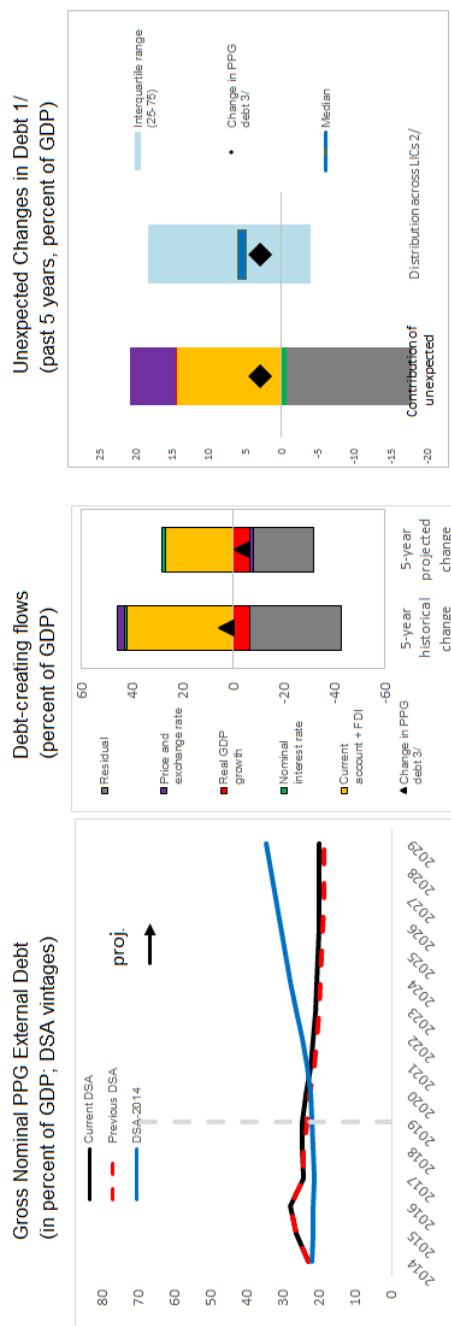 Gross Nominal PPG External Debt
(in percent of GDP; DSA vintages)
Current DSA
Previous DSA
DSA-2014
proj.
80
70
60
50
40
30
20
10
0
2014
2015
2016
2017
2018
2019
2020
2021
2022
2023
2024
2025
2026
2027
2028
2029
Debt-creating flows
(percent of GDP)
Residual
Price and
exchange rate
Real GDP
growth
Nominal
interest rate
Current
account + FDI
Change in PPG
debt 3/
60
40
20
0
-20
-40
-60
5-year
historical
change
5-year
projected
change
Unexpected Changes in Debt 1/
(past 5 years, percent of GDP)
25
20
15
10
5
0
-5
-10
-15
-20
Interquartile range
(25-75)
Change in PPG
debt 3/
Median
Contribution of
unexpected
Distribution across LICs 2/